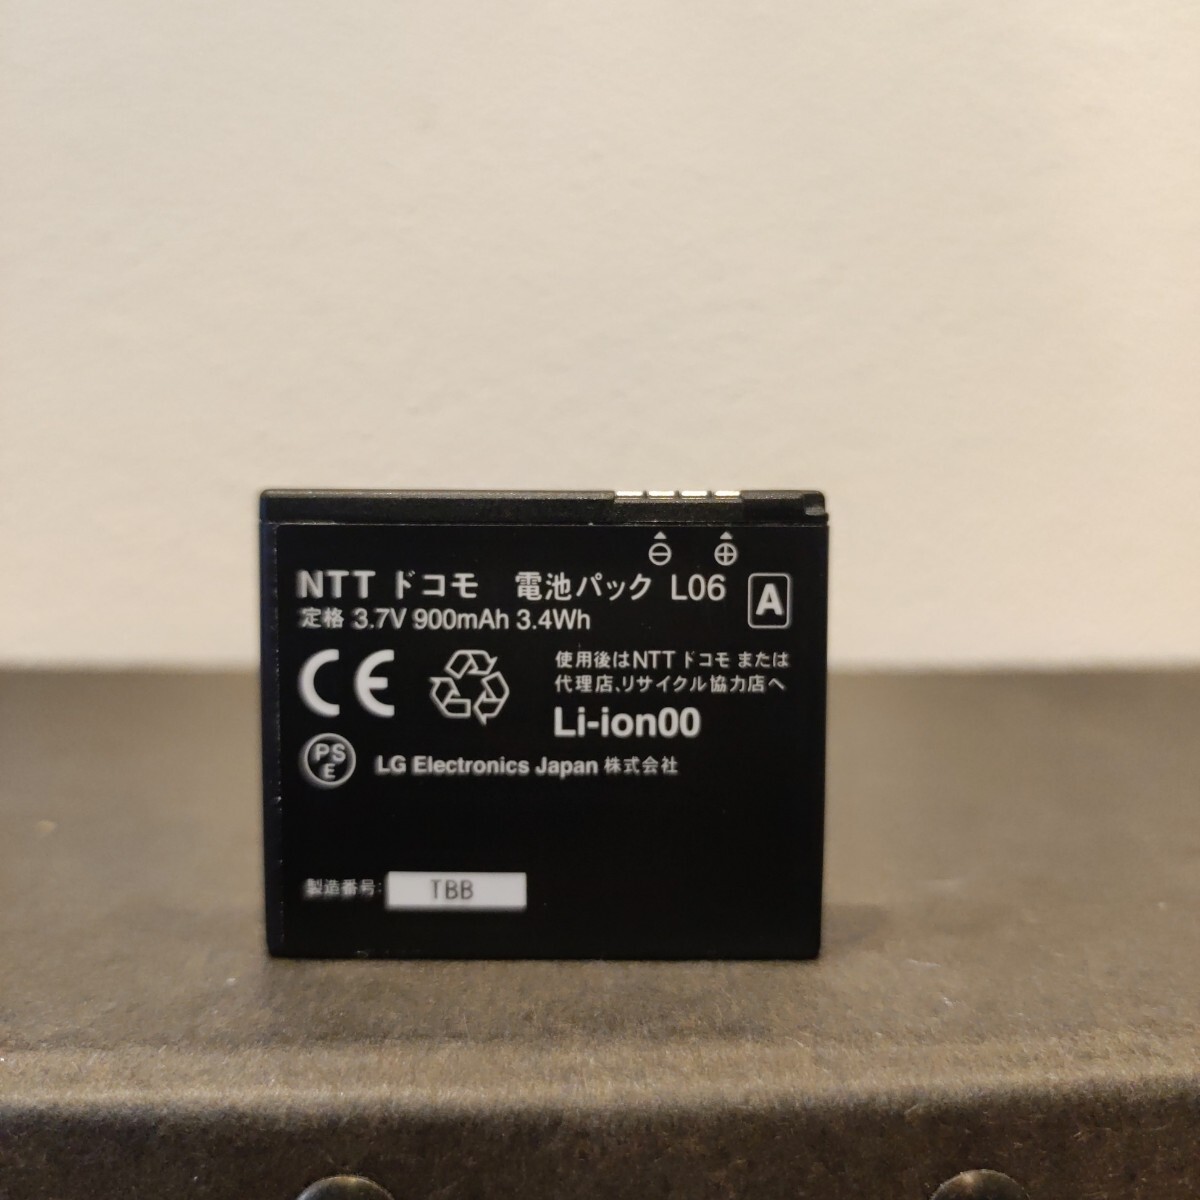 ⊖ ⊕
NTT ドコモ 電池パック L06
A
定格 3.7V 900mAh 3.4Wh
CE
使用後はNTT ドコモ または
代理店、リサイクル協力店へ
Li-ion00
PS
E
LG Electronics Japan 株式会社
製造番号: TBB